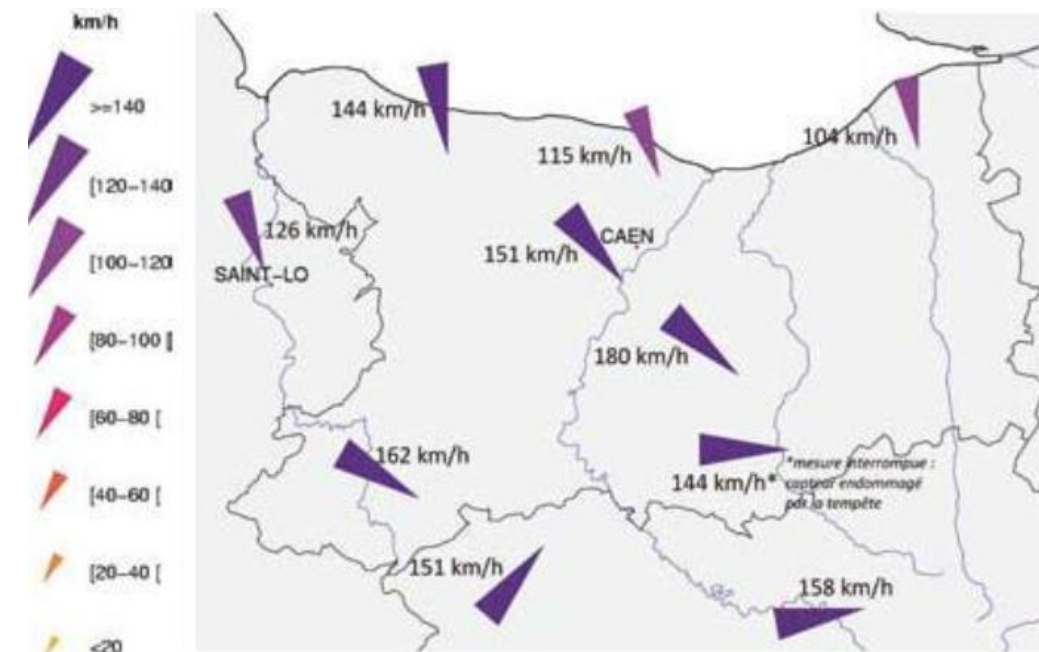 km/h
>=140
[120-140
[100-120
[80-100 [
[60-80 [
[40-60 [
[20-40 [
<20
144 km/h
115 km/h
104 km/h
126 km/h
SAINT-LO
CAEN
151 km/h
180 km/h
162 km/h
144 km/h*
*mesure interrompue :
capteur endommagé
par la tempête
151 km/h
158 km/h